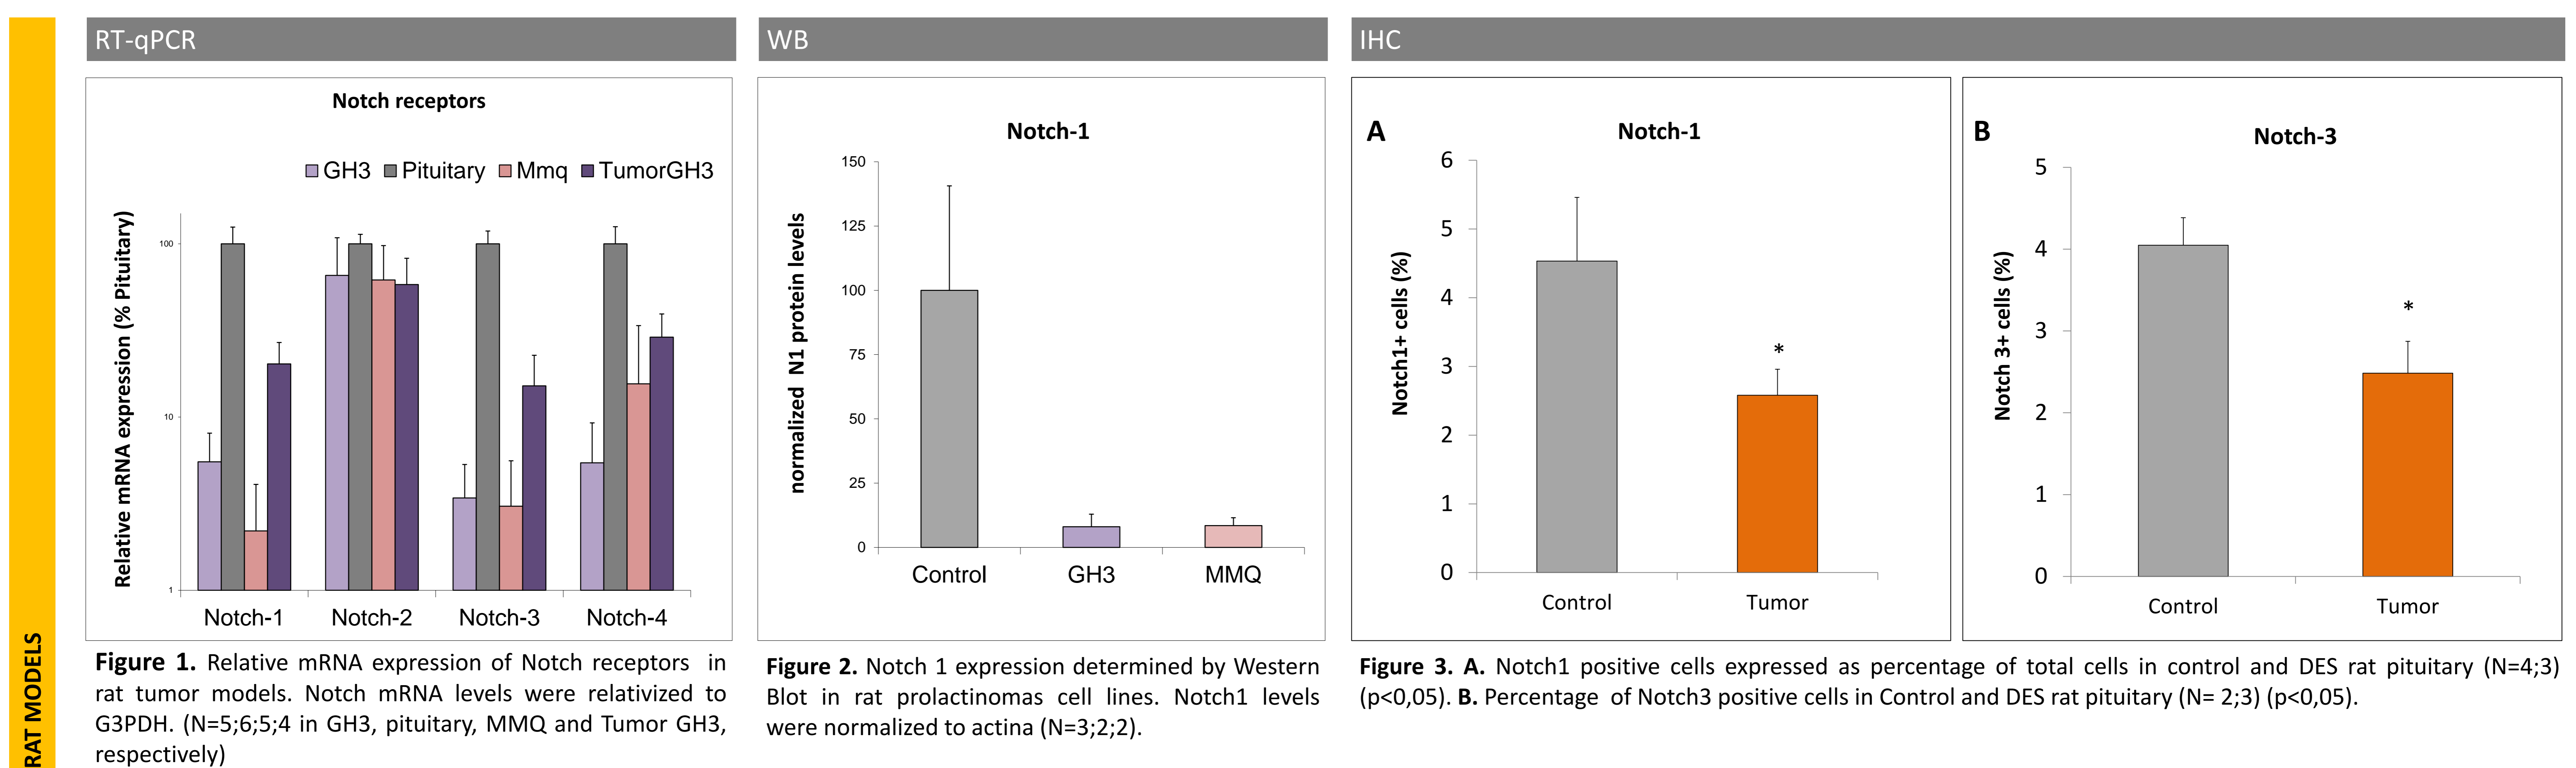 RAT MODELS
RT-qPCR
Notch receptors
GH3 Pituitary Mmq TumorGH3
Relative mRNA expression (% Pituitary)
100
10
1
Notch-1 Notch-2 Notch-3 Notch-4
Figure 1. Relative mRNA expression of Notch receptors in
rat tumor models. Notch mRNA levels were relativized to
G3PDH. (N=5;6;5;4 in GH3, pituitary, MMQ and Tumor GH3,
respectively)
WB
Notch-1
normalized N1 protein levels
150
125
100
75
50
25
0
Control GH3 MMQ
Figure 2. Notch 1 expression determined by Western
Blot in rat prolactinomas cell lines. Notch1 levels
were normalized to actina (N=3;2;2).
IHC
A
Notch-1
Notch1+ cells (%)
6
5
4
3
2
1
0
*
Control Tumor
B
Notch-3
Notch 3+ cells (%)
5
4
3
2
1
0
*
Control Tumor
Figure 3. A. Notch1 positive cells expressed as percentage of total cells in control and DES rat pituitary (N=4;3)
(p<0,05). B. Percentage of Notch3 positive cells in Control and DES rat pituitary (N= 2;3) (p<0,05).